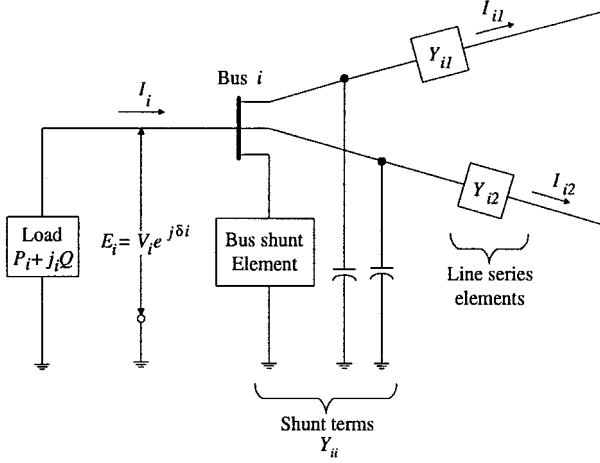 I_i1
Y_i1
Bus i
I_i
Y_i2
I_i2
Load
P_i + j_iQ
E_i = V_i e^jδi
Bus shunt
Element
Line series
elements
Shunt terms
Y_ii